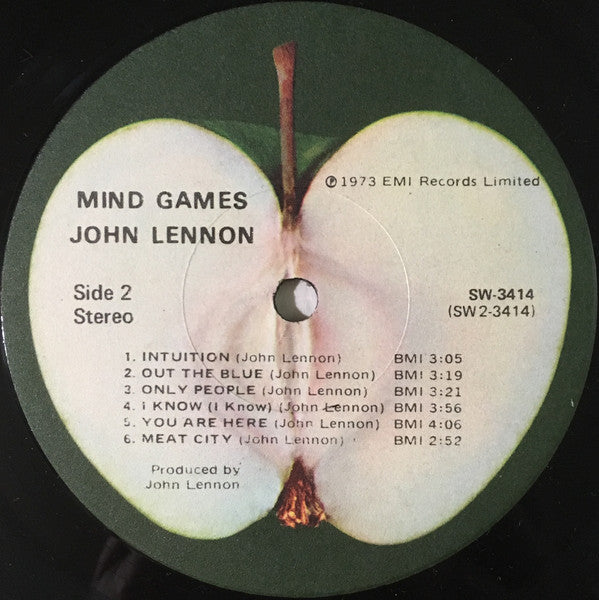 MIND GAMES
JOHN LENNON
℗ 1973 EMI Records Limited
Side 2
Stereo
SW-3414
(SW2-3414)
1. INTUITION (John Lennon) BMI 3:05
2. OUT THE BLUE (John Lennon) BMI 3:19
3. ONLY PEOPLE (John Lennon) BMI 3:21
4. I KNOW (I Know) (John Lennon) BMI 3:56
5. YOU ARE HERE (John Lennon) BMI 4:06
6. MEAT CITY (John Lennon) BMI 2:52
Produced by
John Lennon